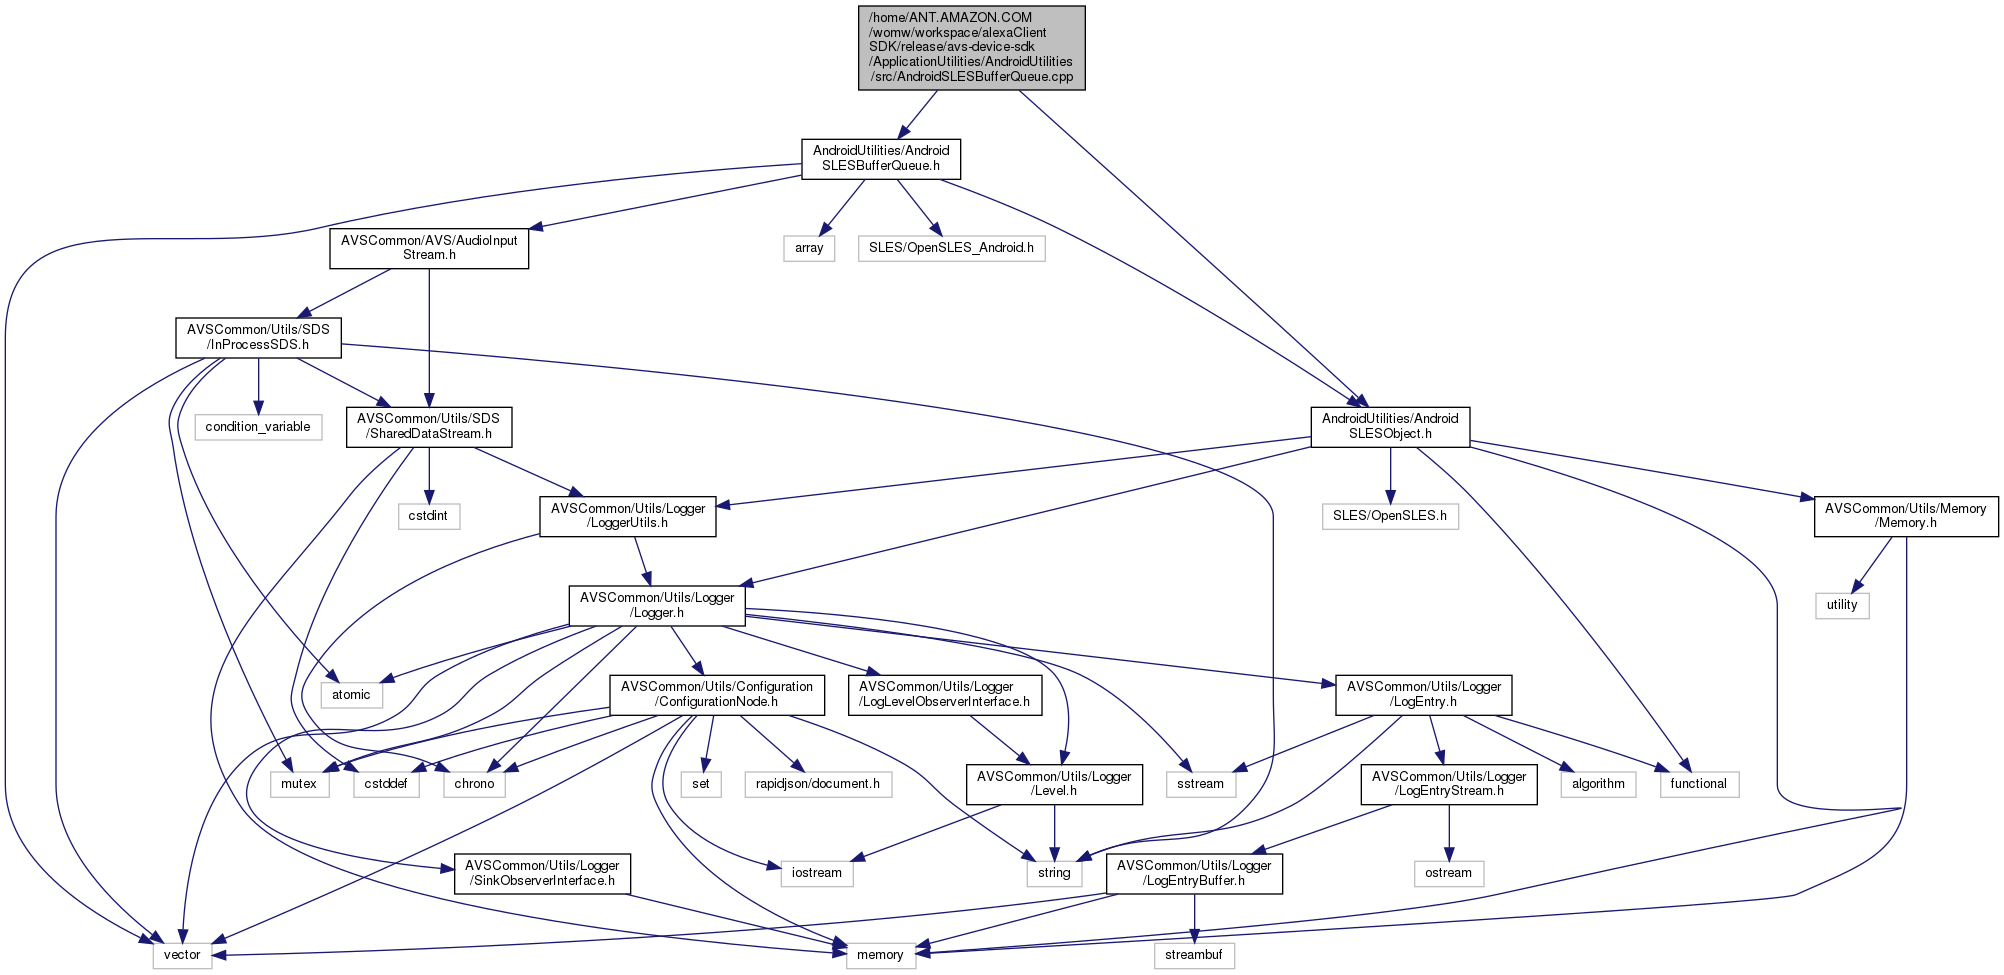 /home/ANT.AMAZON.COM
/womw/workspace/alexaClient
SDK/release/avs-device-sdk
/ApplicationUtilities/AndroidUtilities
/src/AndroidSLESBufferQueue.cpp
AndroidUtilities/Android
SLESBufferQueue.h
AVSCommon/AVS/AudioInput
Stream.h
array
SLES/OpenSLES_Android.h
AVSCommon/Utils/SDS
/InProcessSDS.h
condition_variable
AVSCommon/Utils/SDS
/SharedDataStream.h
AndroidUtilities/Android
SLESObject.h
cstdint
AVSCommon/Utils/Logger
/LoggerUtils.h
SLES/OpenSLES.h
AVSCommon/Utils/Memory
/Memory.h
AVSCommon/Utils/Logger
/Logger.h
utility
atomic
AVSCommon/Utils/Configuration
/ConfigurationNode.h
AVSCommon/Utils/Logger
/LogLevelObserverInterface.h
AVSCommon/Utils/Logger
/LogEntry.h
mutex
cstddef
chrono
set
rapidjson/document.h
AVSCommon/Utils/Logger
/Level.h
sstream
AVSCommon/Utils/Logger
/LogEntryStream.h
algorithm
functional
AVSCommon/Utils/Logger
/SinkObserverInterface.h
iostream
string
AVSCommon/Utils/Logger
/LogEntryBuffer.h
ostream
vector
memory
streambuf